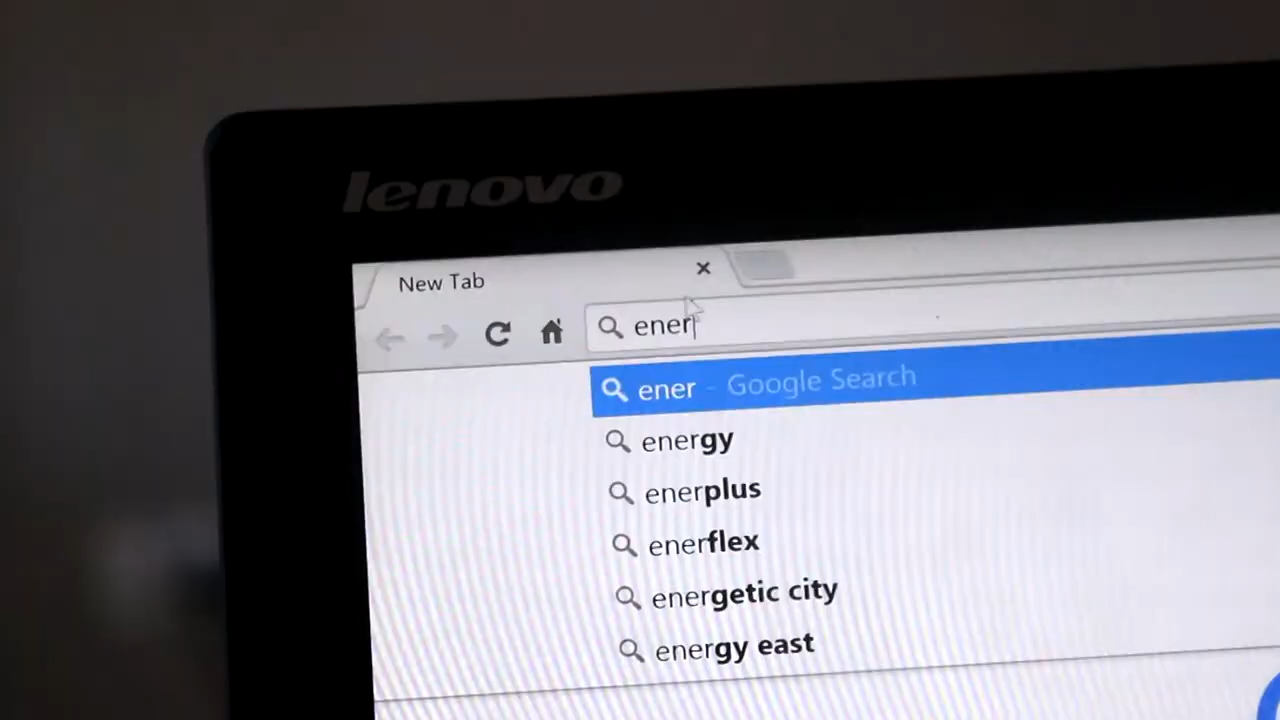 lenovo
New Tab
ener
ener - Google Search
energy
enerplus
enerflex
energetic city
energy east